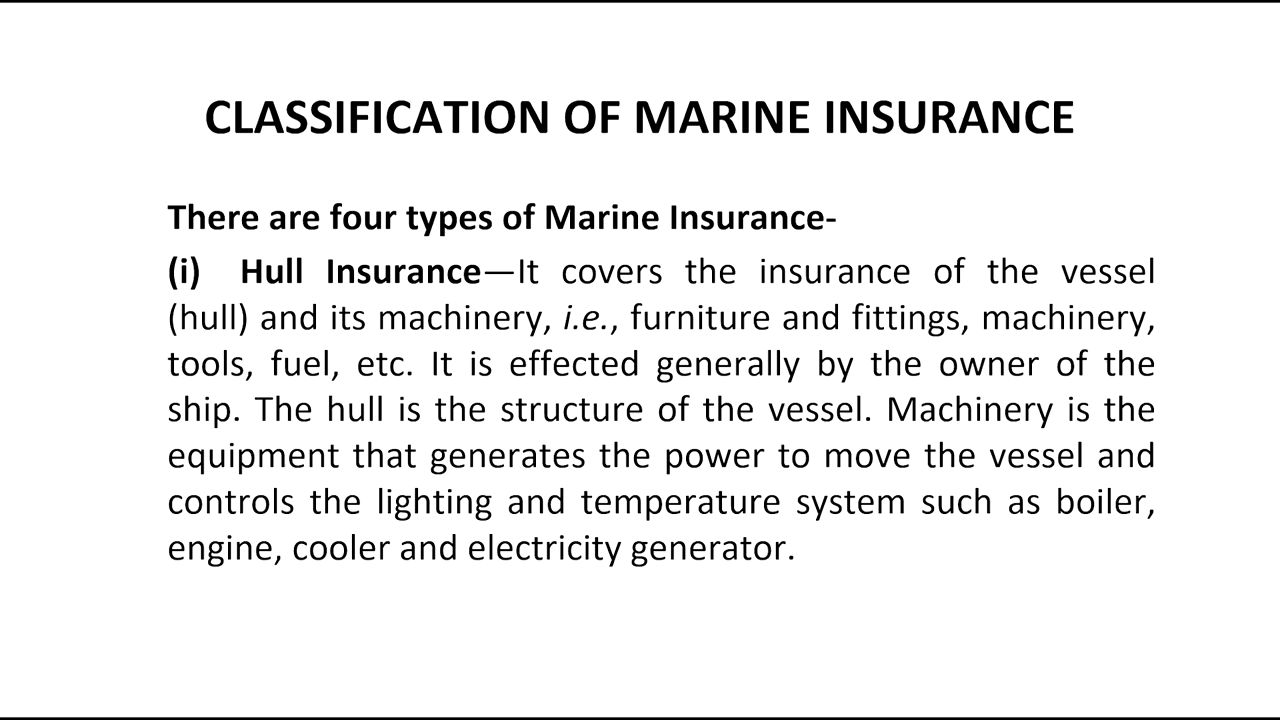 CLASSIFICATION OF MARINE INSURANCE
There are four types of Marine Insurance-
(i) Hull Insurance—It covers the insurance of the vessel
(hull) and its machinery, i.e., furniture and fittings, machinery,
tools, fuel, etc. It is effected generally by the owner of the
ship. The hull is the structure of the vessel. Machinery is the
equipment that generates the power to move the vessel and
controls the lighting and temperature system such as boiler,
engine, cooler and electricity generator.